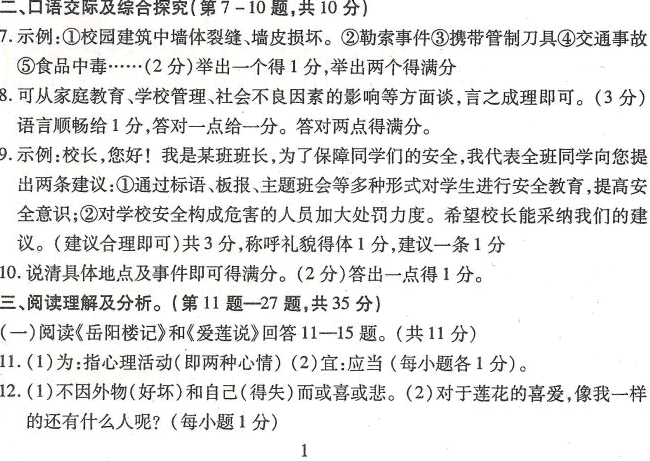 二、口语交际及综合探究(第7-10题,共10分)
7.示例:①校园建筑中墙体裂缝、墙皮损坏。②勒索事件③携带管制刀具④交通事故
⑤食品中毒……(2分)举出一个得1分,举出两个得满分
8.可从家庭教育、学校管理、社会不良因素的影响等方面谈,言之成理即可。(3分)
语言顺畅给1分,答对一点给一分。答对两点得满分。
9.示例:校长,您好!我是某班班长,为了保障同学们的安全,我代表全班同学向您提
出两条建议:①通过标语、板报、主题班会等多种形式对学生进行安全教育,提高安
全意识;②对学校安全构成危害的人员加大处罚力度。希望校长能采纳我们的建
议。(建议合理即可)共3分,称呼礼貌得体1分,建议一条1分
10.说清具体地点及事件即可得满分。(2分)答出一点得1分。
三、阅读理解及分析。(第11题—27题,共35分)
(一)阅读《岳阳楼记》和《爱莲说》回答11—15题。(共11分)
11.(1)为:指心理活动(即两种心情)(2)宜:应当(每小题各1分)。
12.(1)不因外物(好坏)和自己(得失)而或喜或悲。(2)对于莲花的喜爱,像我一样
的还有什么人呢?(每小题1分)
1